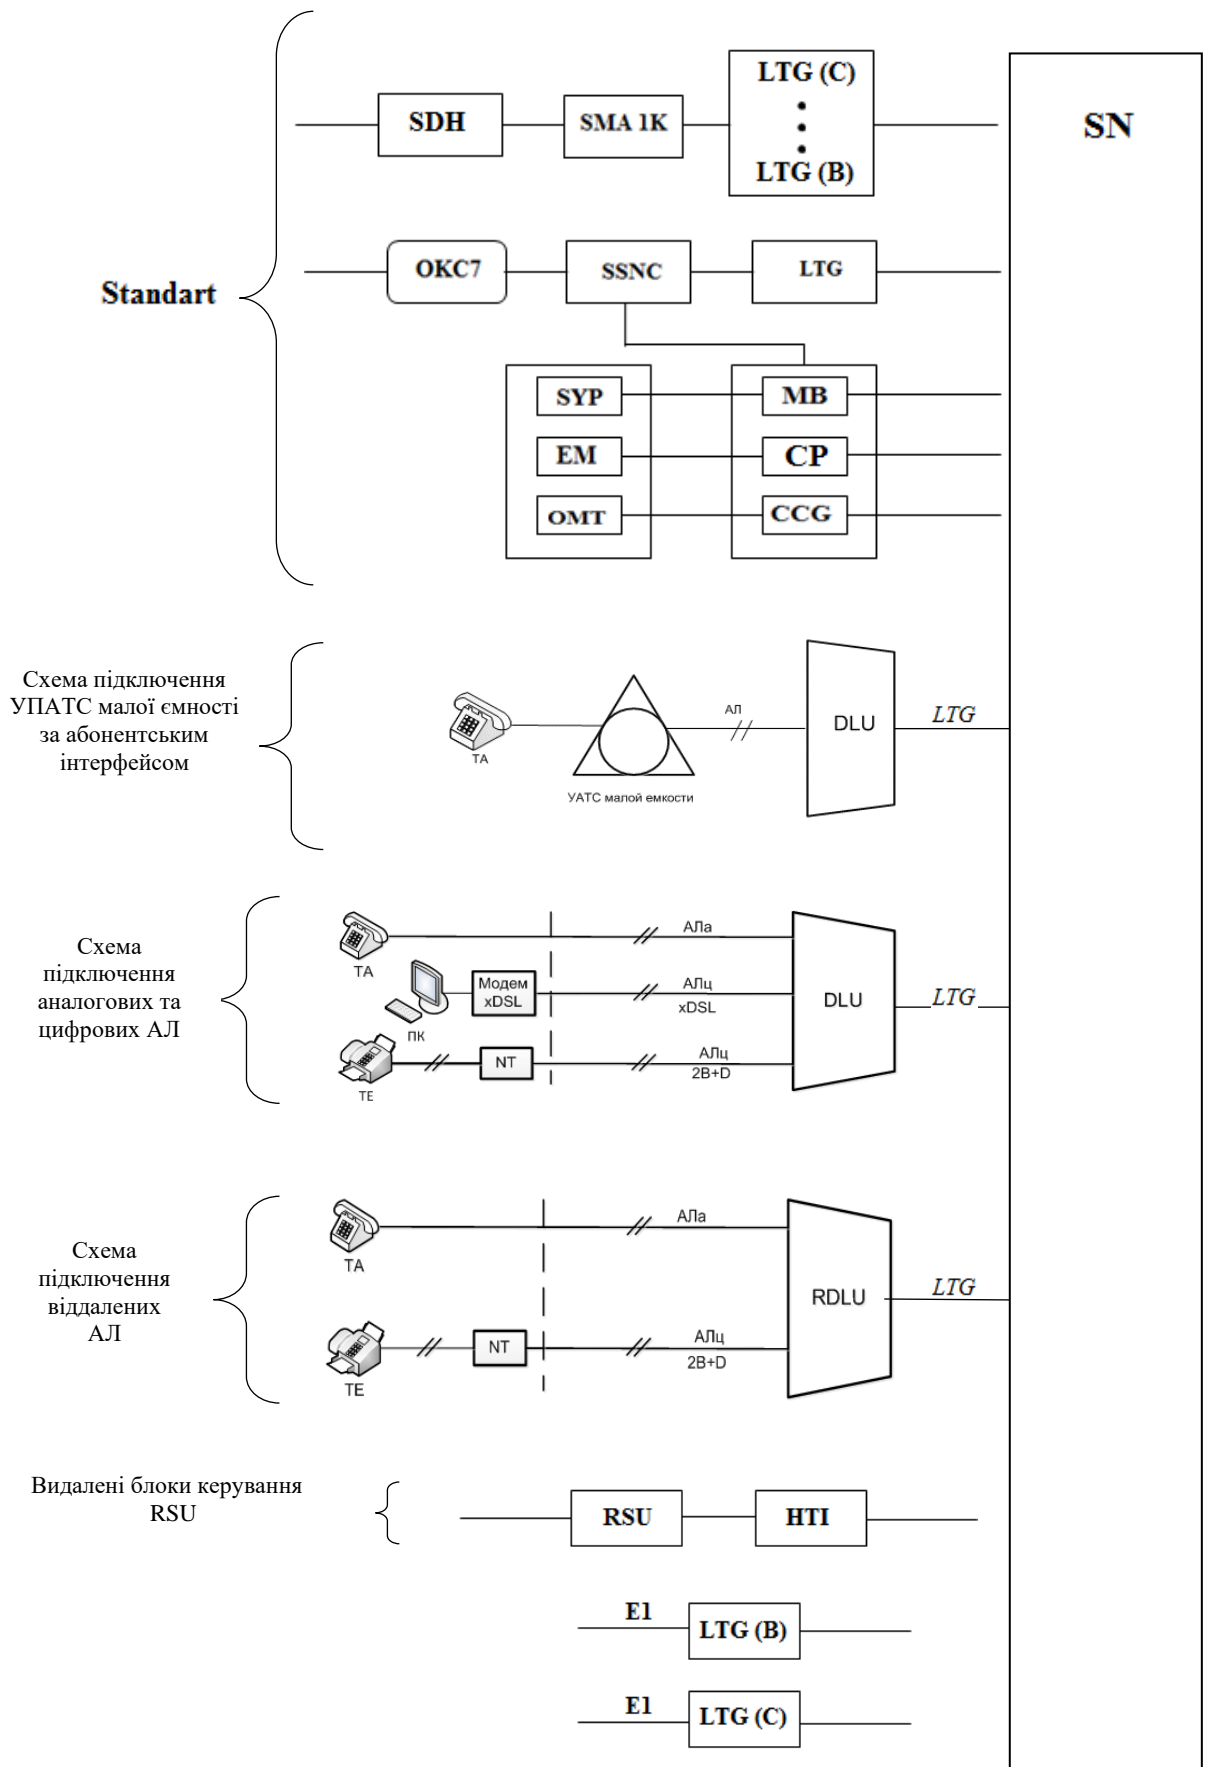 LTG (C)
SDH
SMA 1K
LTG (B)
SN
Standart
ОКС7
SSNC
LTG
SYP
MB
EM
CP
OMT
CCG
Схема підключення
УПАТС малої ємності
за абонентським
інтерфейсом
ТА
УАТС малой емкости
АЛ
DLU
LTG
Схема
підключення
аналогових та
цифрових АЛ
ТА
ПК
Модем
xDSL
TE
NT
АЛа
АЛц
xDSL
АЛц
2B+D
DLU
LTG
Схема
підключення
віддалених
АЛ
ТА
TE
NT
АЛа
АЛц
2B+D
RDLU
LTG
Видалені блоки керування
RSU
RSU
HTI
E1
LTG (B)
E1
LTG (C)